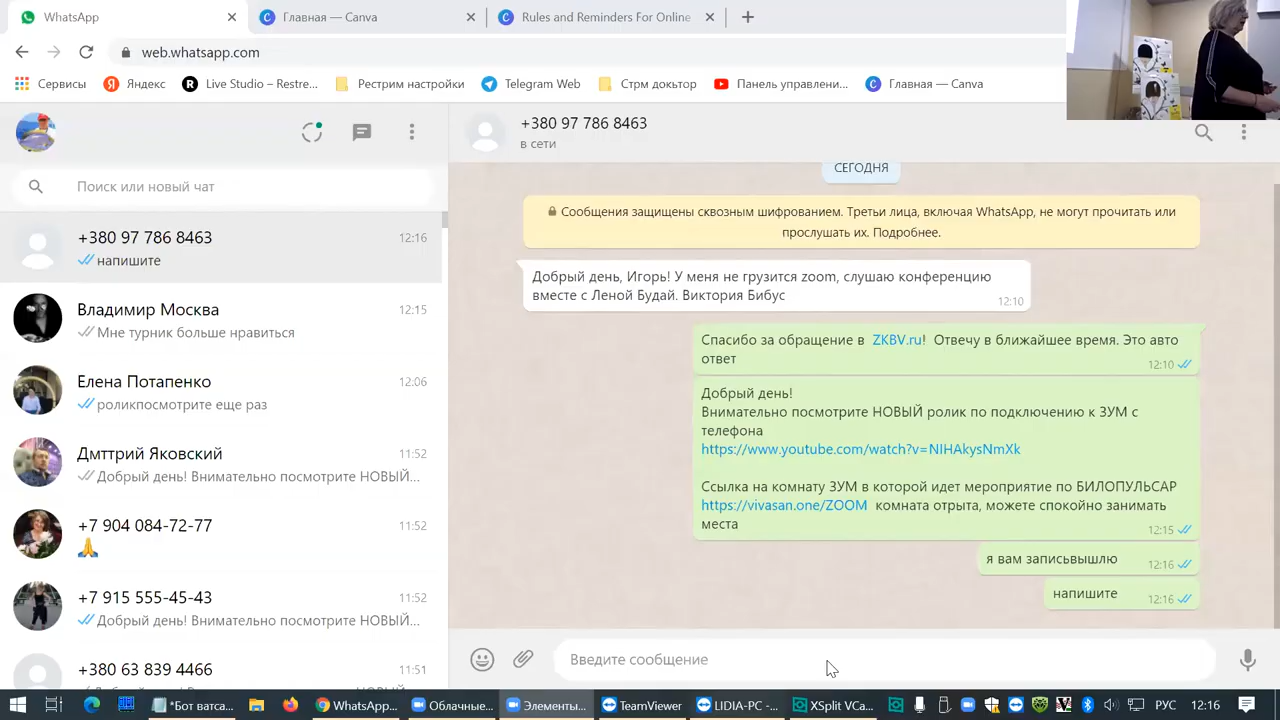 WhatsApp
Главная — Canva
Rules and Reminders For Online
web.whatsapp.com
Сервисы
Яндекс
Live Studio – Restre...
Рестрим настройки
Telegram Web
Стрм докьтор
Панель управлени...
Главная — Canva
+380 97 786 8463
в сети
Поиск или новый чат
+380 97 786 8463
12:16
напишите
Владимир Москва
12:15
Мне турник больше нравиться
Елена Потапенко
12:06
роликпосмотрите еще раз
Дмттрий Яковский
11:52
Добрый день! Внимательно посмотрите НОВЫЙ...
+7 904 084-72-77
11:52
🙏
+7 915 555-45-43
11:52
Добрый день! Внимательно посмотрите НОВЫЙ...
+380 63 839 4466
11:51
СЕГОДНЯ
Сообщения защищены сквозным шифрованием. Третьи лица, включая WhatsApp, не могут прочитать или
прослушать их. Подробнее.
Добрый день, Игорь! У меня не грузится zoom, слушаю конференцию
вместе с Леной Будай. Виктория Бибус
12:10
Спасибо за обращение в ZKBV.ru! Отвечу в ближайшее время. Это авто
ответ
12:10
Добрый день!
Внимательно посмотрите НОВЫЙ ролик по подключению к ЗУМ с
телефона
https://www.youtube.com/watch?v=NIHAkysNmXk
Ссылка на комнату ЗУМ в которой идет мероприятие по БИЛОПУЛЬСАР
https://vivasan.one/ZOOM комната отрыта, можете спокойно занимать
места
12:15
я вам записьвышлю
12:16
напишите
12:16
Введите сообщение
*Бот ватса...
WhatsApp...
Облачные...
Элементы...
TeamViewer
LIDIA-PC -...
XSplit VCa...
РУС
12:16